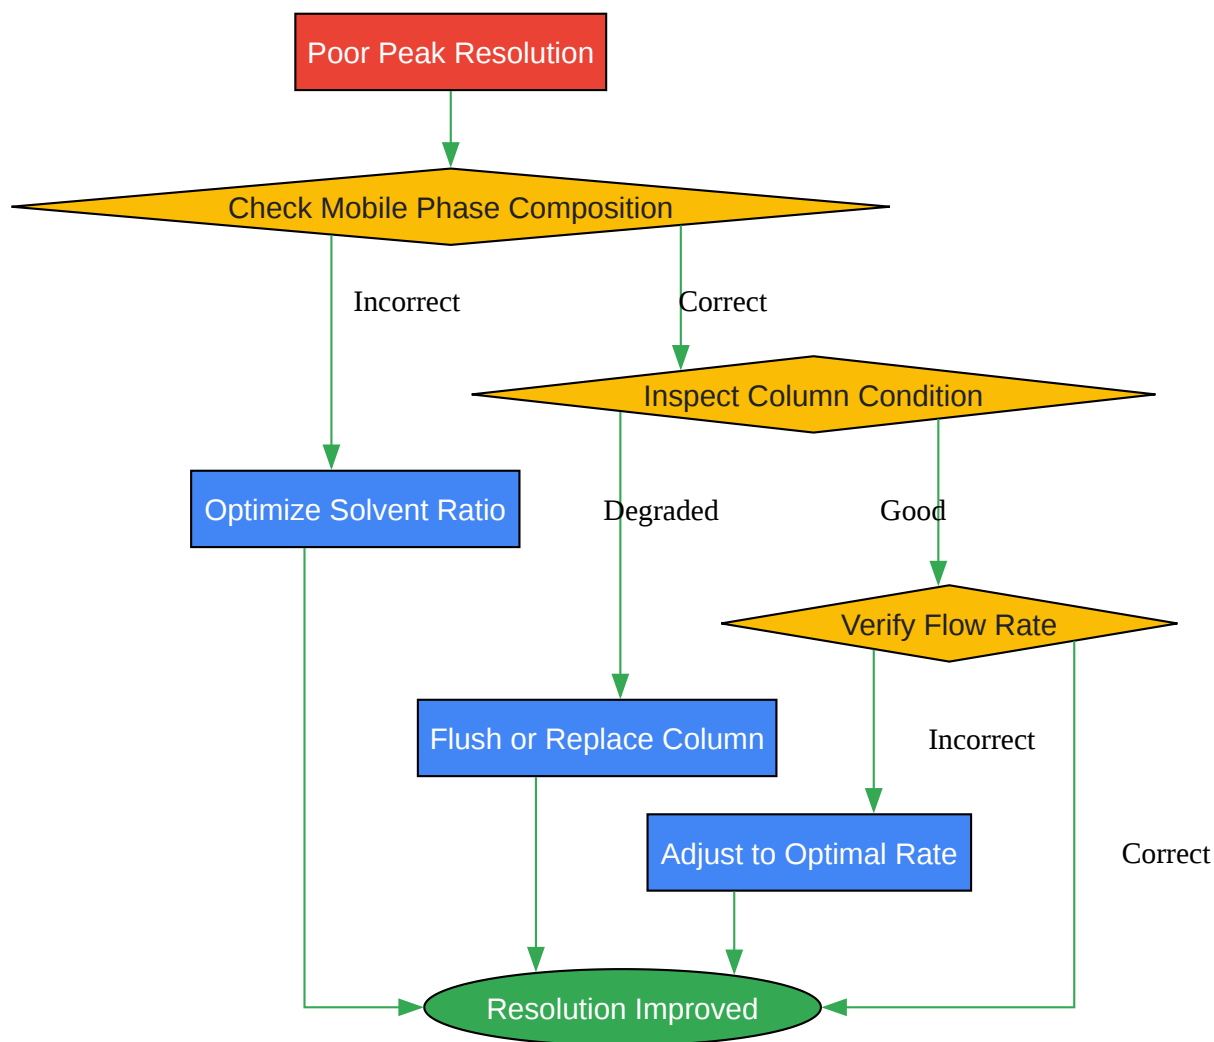 Poor Peak Resolution
Check Mobile Phase Composition
Incorrect
Correct
Inspect Column Condition
Optimize Solvent Ratio
Degraded
Good
Verify Flow Rate
Flush or Replace Column
Incorrect
Adjust to Optimal Rate
Correct
Resolution Improved